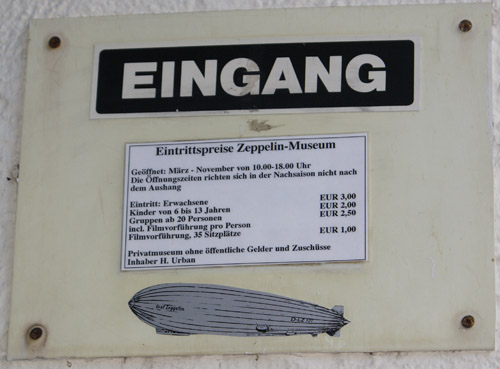 EINGANG
Eintrittspreise Zeppelin-Museum
Geöffnet: März - November von 10.00-18.00 Uhr
Die Öffnungszeiten richten sich in der Nachsaison nicht nach
dem Aushang
Eintritt: Erwachsene EUR 3,00
Kinder von 6 bis 13 Jahren EUR 2,00
Gruppen ab 20 Personen EUR 2,50
incl. Filmvorführung pro Person
Filmvorführung, 35 Sitzplätze EUR 1,00
Privatmuseum ohne öffentliche Gelder und Zuschüsse
Inhaber H. Urban
Graf Zeppelin